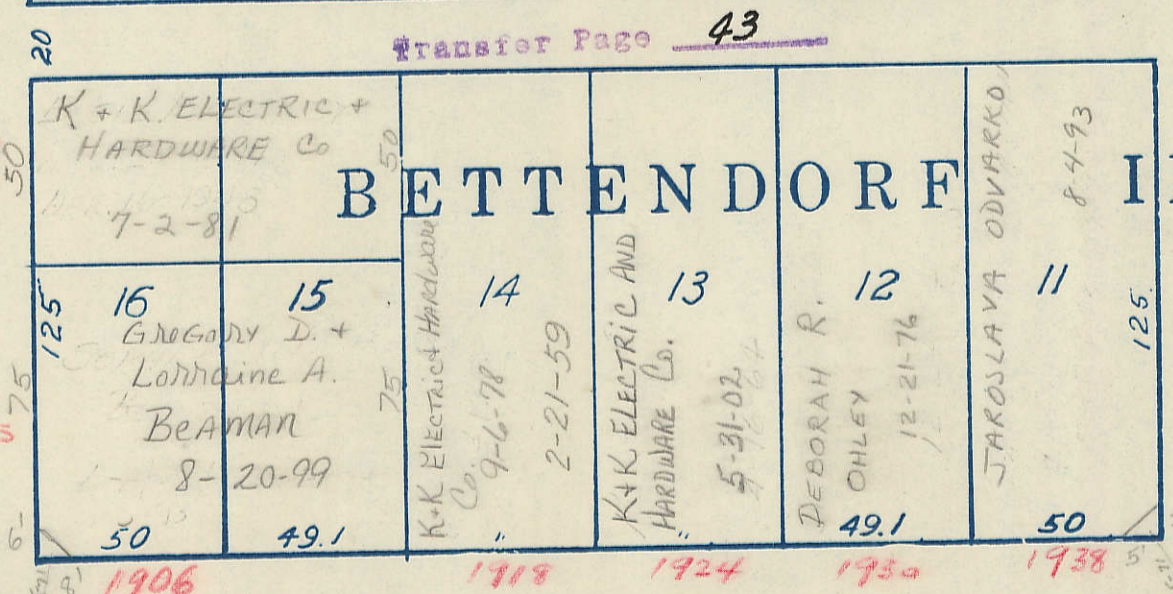 20
Transfer Page 43
K + K ELECTRIC +
HARDWARE Co
7-2-81
50
50
BETTENDORF I
125
16
15
Gregory D. +
Lorraine A.
BEAMAN
8-20-99
75
75
50
49.1
14
K+K Electric+Hardware
Co.
9-6-78
2-21-59
"
13
K+K ELECTRIC AND
HARDWARE Co.
5-31-02
"
12
DEBORAH R.
OHLEY
12-21-76
49.1
11
JAROSLAVA ODVARKO
8-4-93
125
50
5
1906
1918
1924
1930
1938